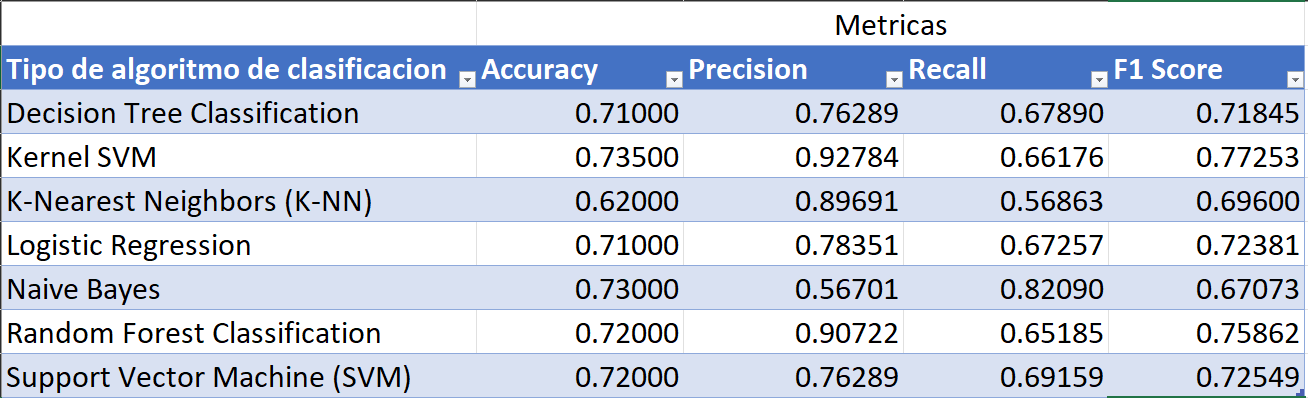 Metricas
Tipo de algoritmo de clasificacion Accuracy Precision Recall F1 Score
Decision Tree Classification 0.71000 0.76289 0.67890 0.71845
Kernel SVM 0.73500 0.92784 0.66176 0.77253
K-Nearest Neighbors (K-NN) 0.62000 0.89691 0.56863 0.69600
Logistic Regression 0.71000 0.78351 0.67257 0.72381
Naive Bayes 0.73000 0.56701 0.82090 0.67073
Random Forest Classification 0.72000 0.90722 0.65185 0.75862
Support Vector Machine (SVM) 0.72000 0.76289 0.69159 0.72549